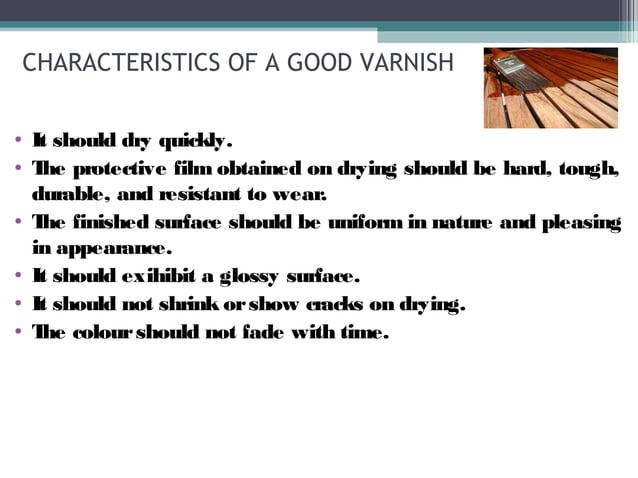 CHARACTERISTICS OF A GOOD VARNISH
• It should dry quickly.
• The protective film obtained on drying should be hard, tough,
durable, and resistant to wear.
• The finished surface should be uniform in nature and pleasing
in appearance.
• It should exihibit a glossy surface.
• It should not shrink or show cracks on drying.
• The colour should not fade with time.